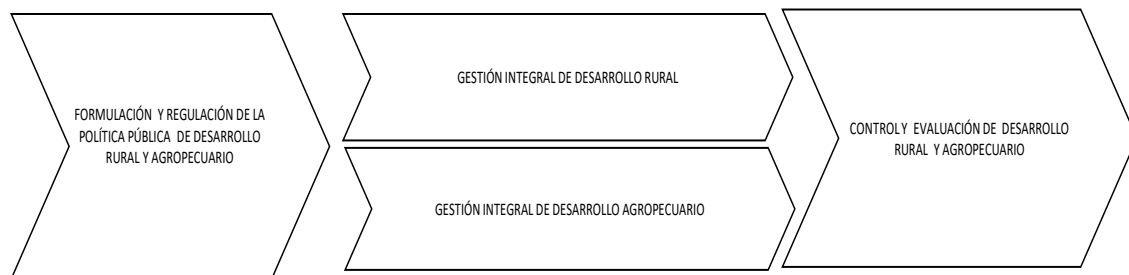 FORMULACIÓN Y REGULACIÓN DE LA
POLÍTICA PÚBLICA DE DESARROLLO
RURAL Y AGROPECUARIO
GESTIÓN INTEGRAL DE DESARROLLO RURAL
GESTIÓN INTEGRAL DE DESARROLLO AGROPECUARIO
CONTROL Y EVALUACIÓN DE DESARROLLO
RURAL Y AGROPECUARIO